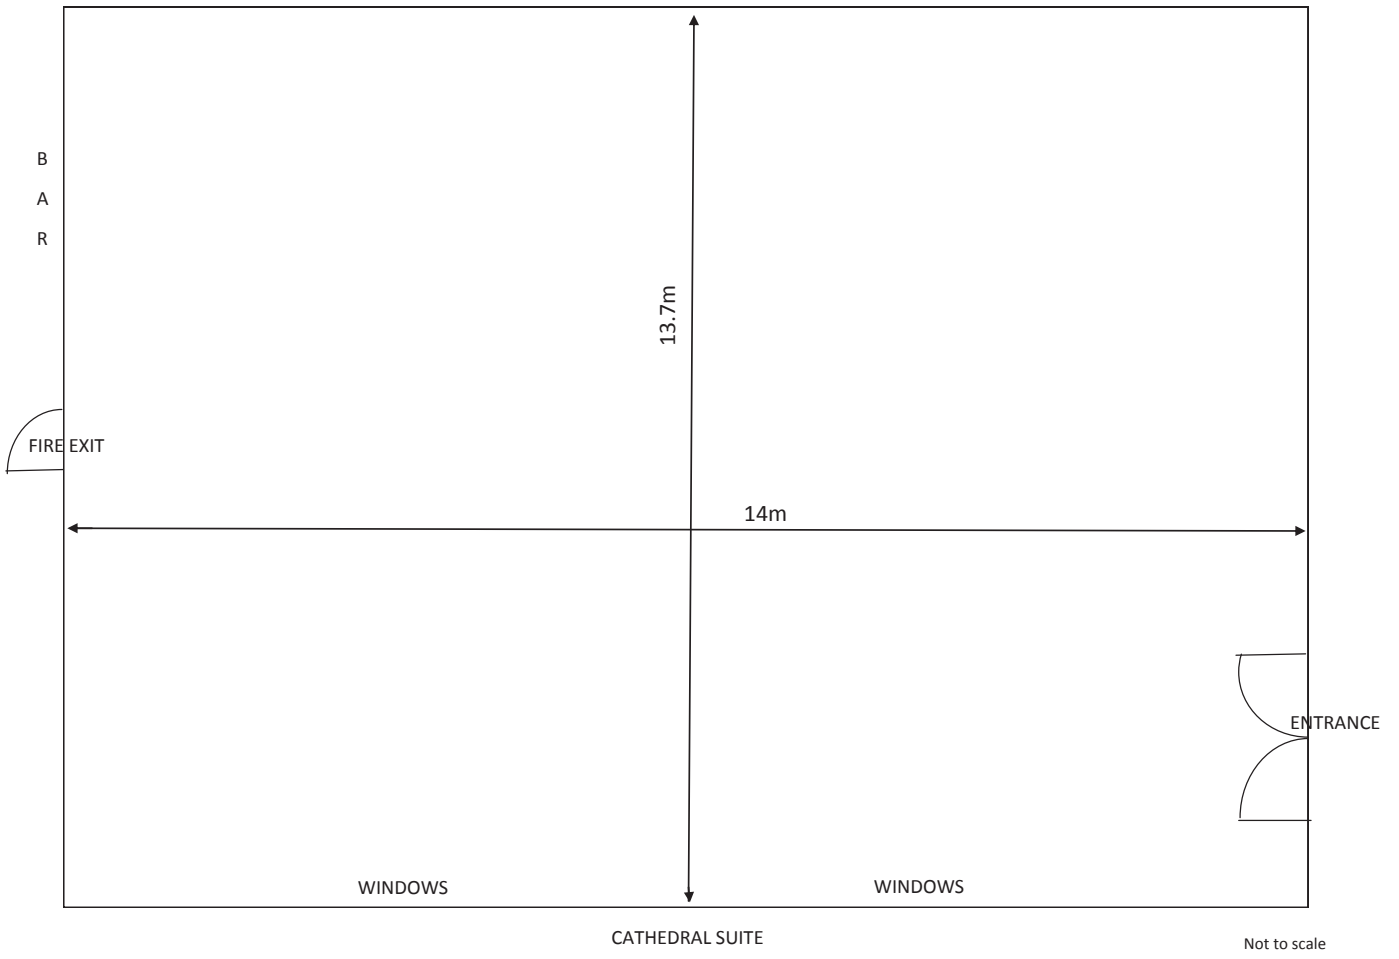 B
A
R
13.7m
FIRE EXIT
14m
ENTRANCE
WINDOWS
WINDOWS
CATHEDRAL SUITE
Not to scale